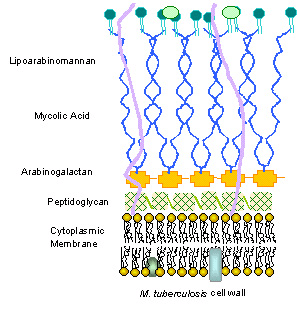 Lipoarabinomannan
Mycolic Acid
Arabinogalactan
Peptidoglycan
Cytoplasmic
Membrane
M. tuberculosis cell wall